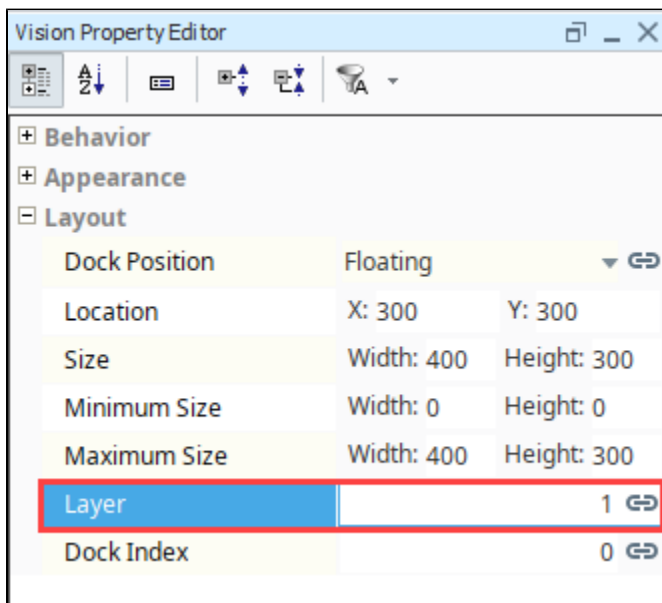 Vision Property Editor
Behavior
Appearance
Layout
Dock Position Floating
Location X: 300 Y: 300
Size Width: 400 Height: 300
Minimum Size Width: 0 Height: 0
Maximum Size Width: 400 Height: 300
Layer 1
Dock Index 0